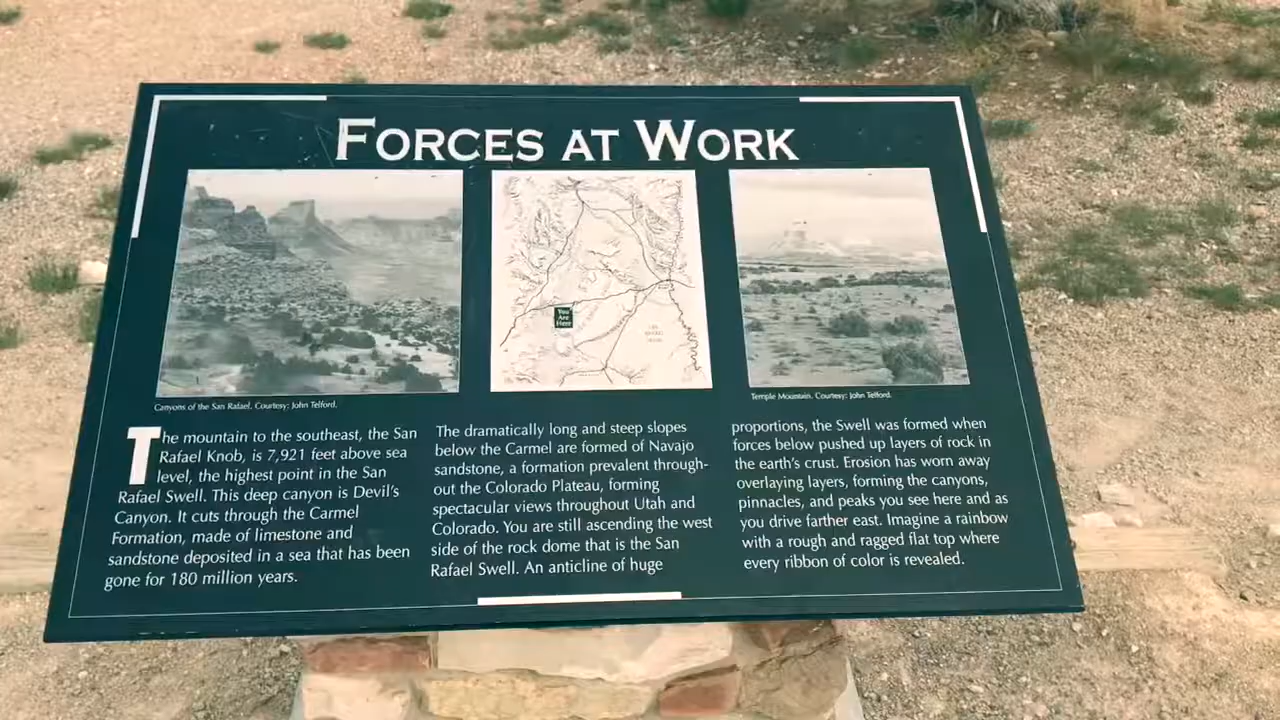 FORCES AT WORK
You
Are
Here
Canyons of the San Rafael. Courtesy: John Telford.
Temple Mountain. Courtesy: John Telford.
The mountain to the southeast, the San
Rafael Knob, is 7,921 feet above sea
level, the highest point in the San
Rafael Swell. This deep canyon is Devil's
Canyon. It cuts through the Carmel
Formation, made of limestone and
sandstone deposited in a sea that has been
gone for 180 million years.
The dramatically long and steep slopes
below the Carmel are formed of Navajo
sandstone, a formation prevalent through-
out the Colorado Plateau, forming
spectacular views throughout Utah and
Colorado. You are still ascending the west
side of the rock dome that is the San
Rafael Swell. An anticline of huge
proportions, the Swell was formed when
forces below pushed up layers of rock in
the earth's crust. Erosion has worn away
overlaying layers, forming the canyons,
pinnacles, and peaks you see here and as
you drive farther east. Imagine a rainbow
with a rough and ragged flat top where
every ribbon of color is revealed.